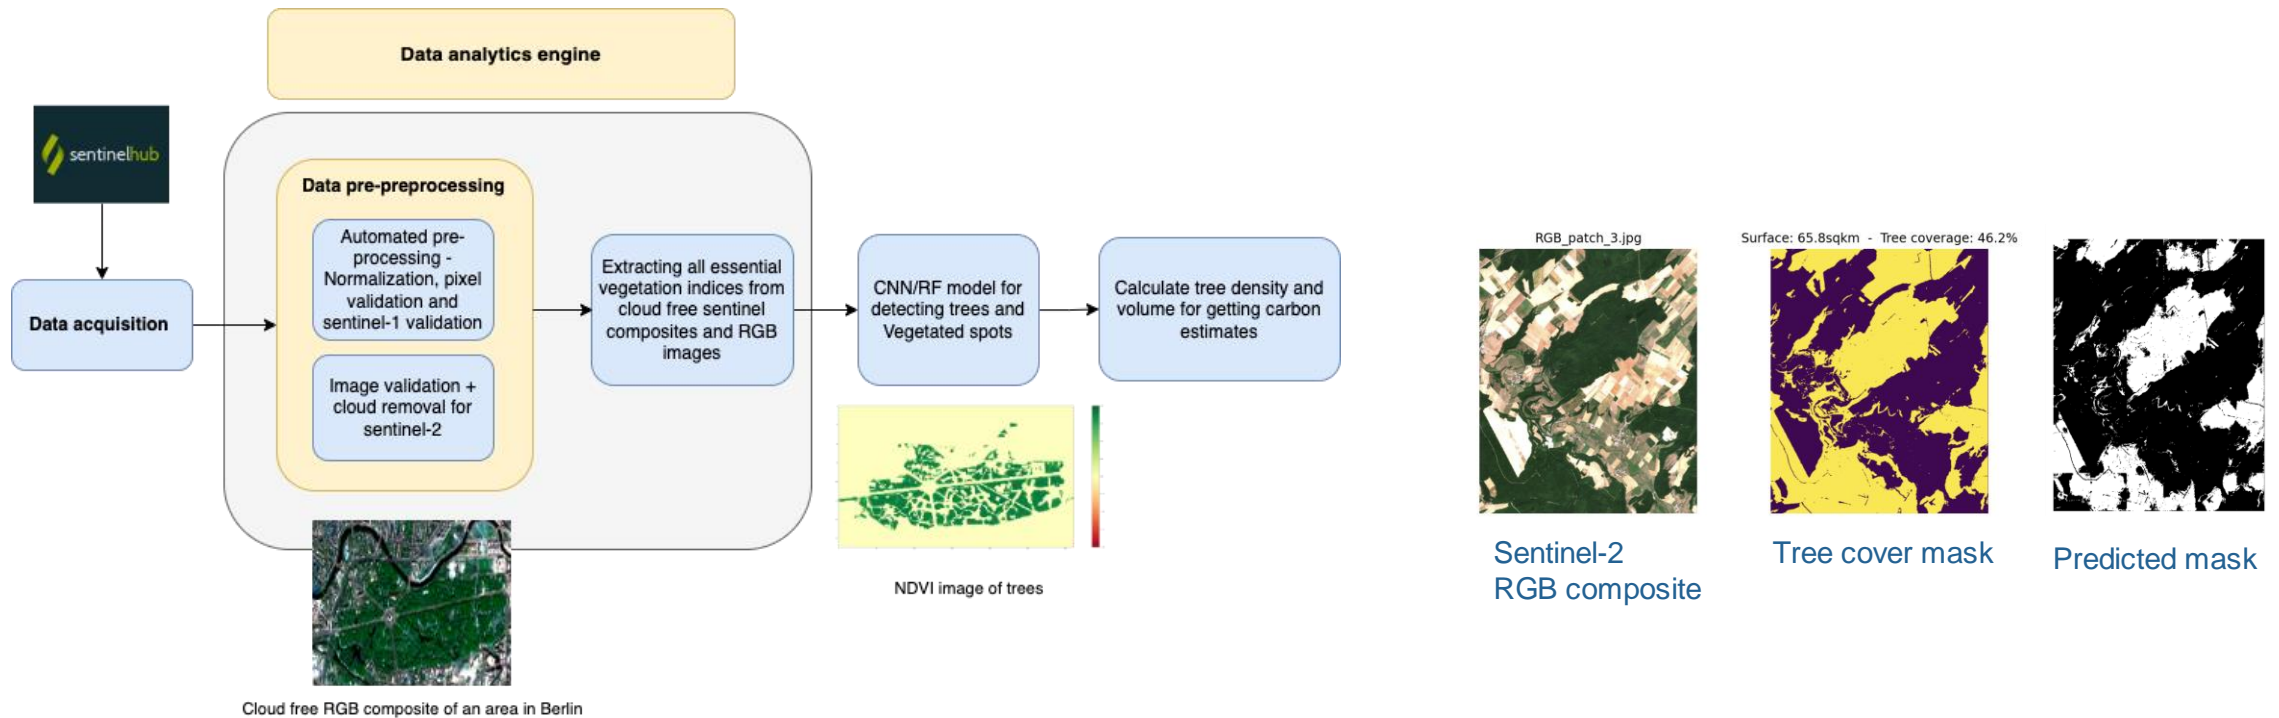 Data analytics engine
sentinelhub
Data pre-preprocessing
Automated pre-
processing -
Normalization, pixel
validation and
sentinel-1 validation
Image validation +
cloud removal for
sentinel-2
Data acquisition
Extracting all essential
vegetation indices from
cloud free sentinel
composites and RGB
images
CNN/RF model for
detecting trees and
Vegetated spots
Calculate tree density and
volume for getting carbon
estimates
NDVI image of trees
Cloud free RGB composite of an area in Berlin
RGB_patch_3.jpg
Surface: 65.8sqkm - Tree coverage: 46.2%
Sentinel-2
RGB composite
Tree cover mask
Predicted mask